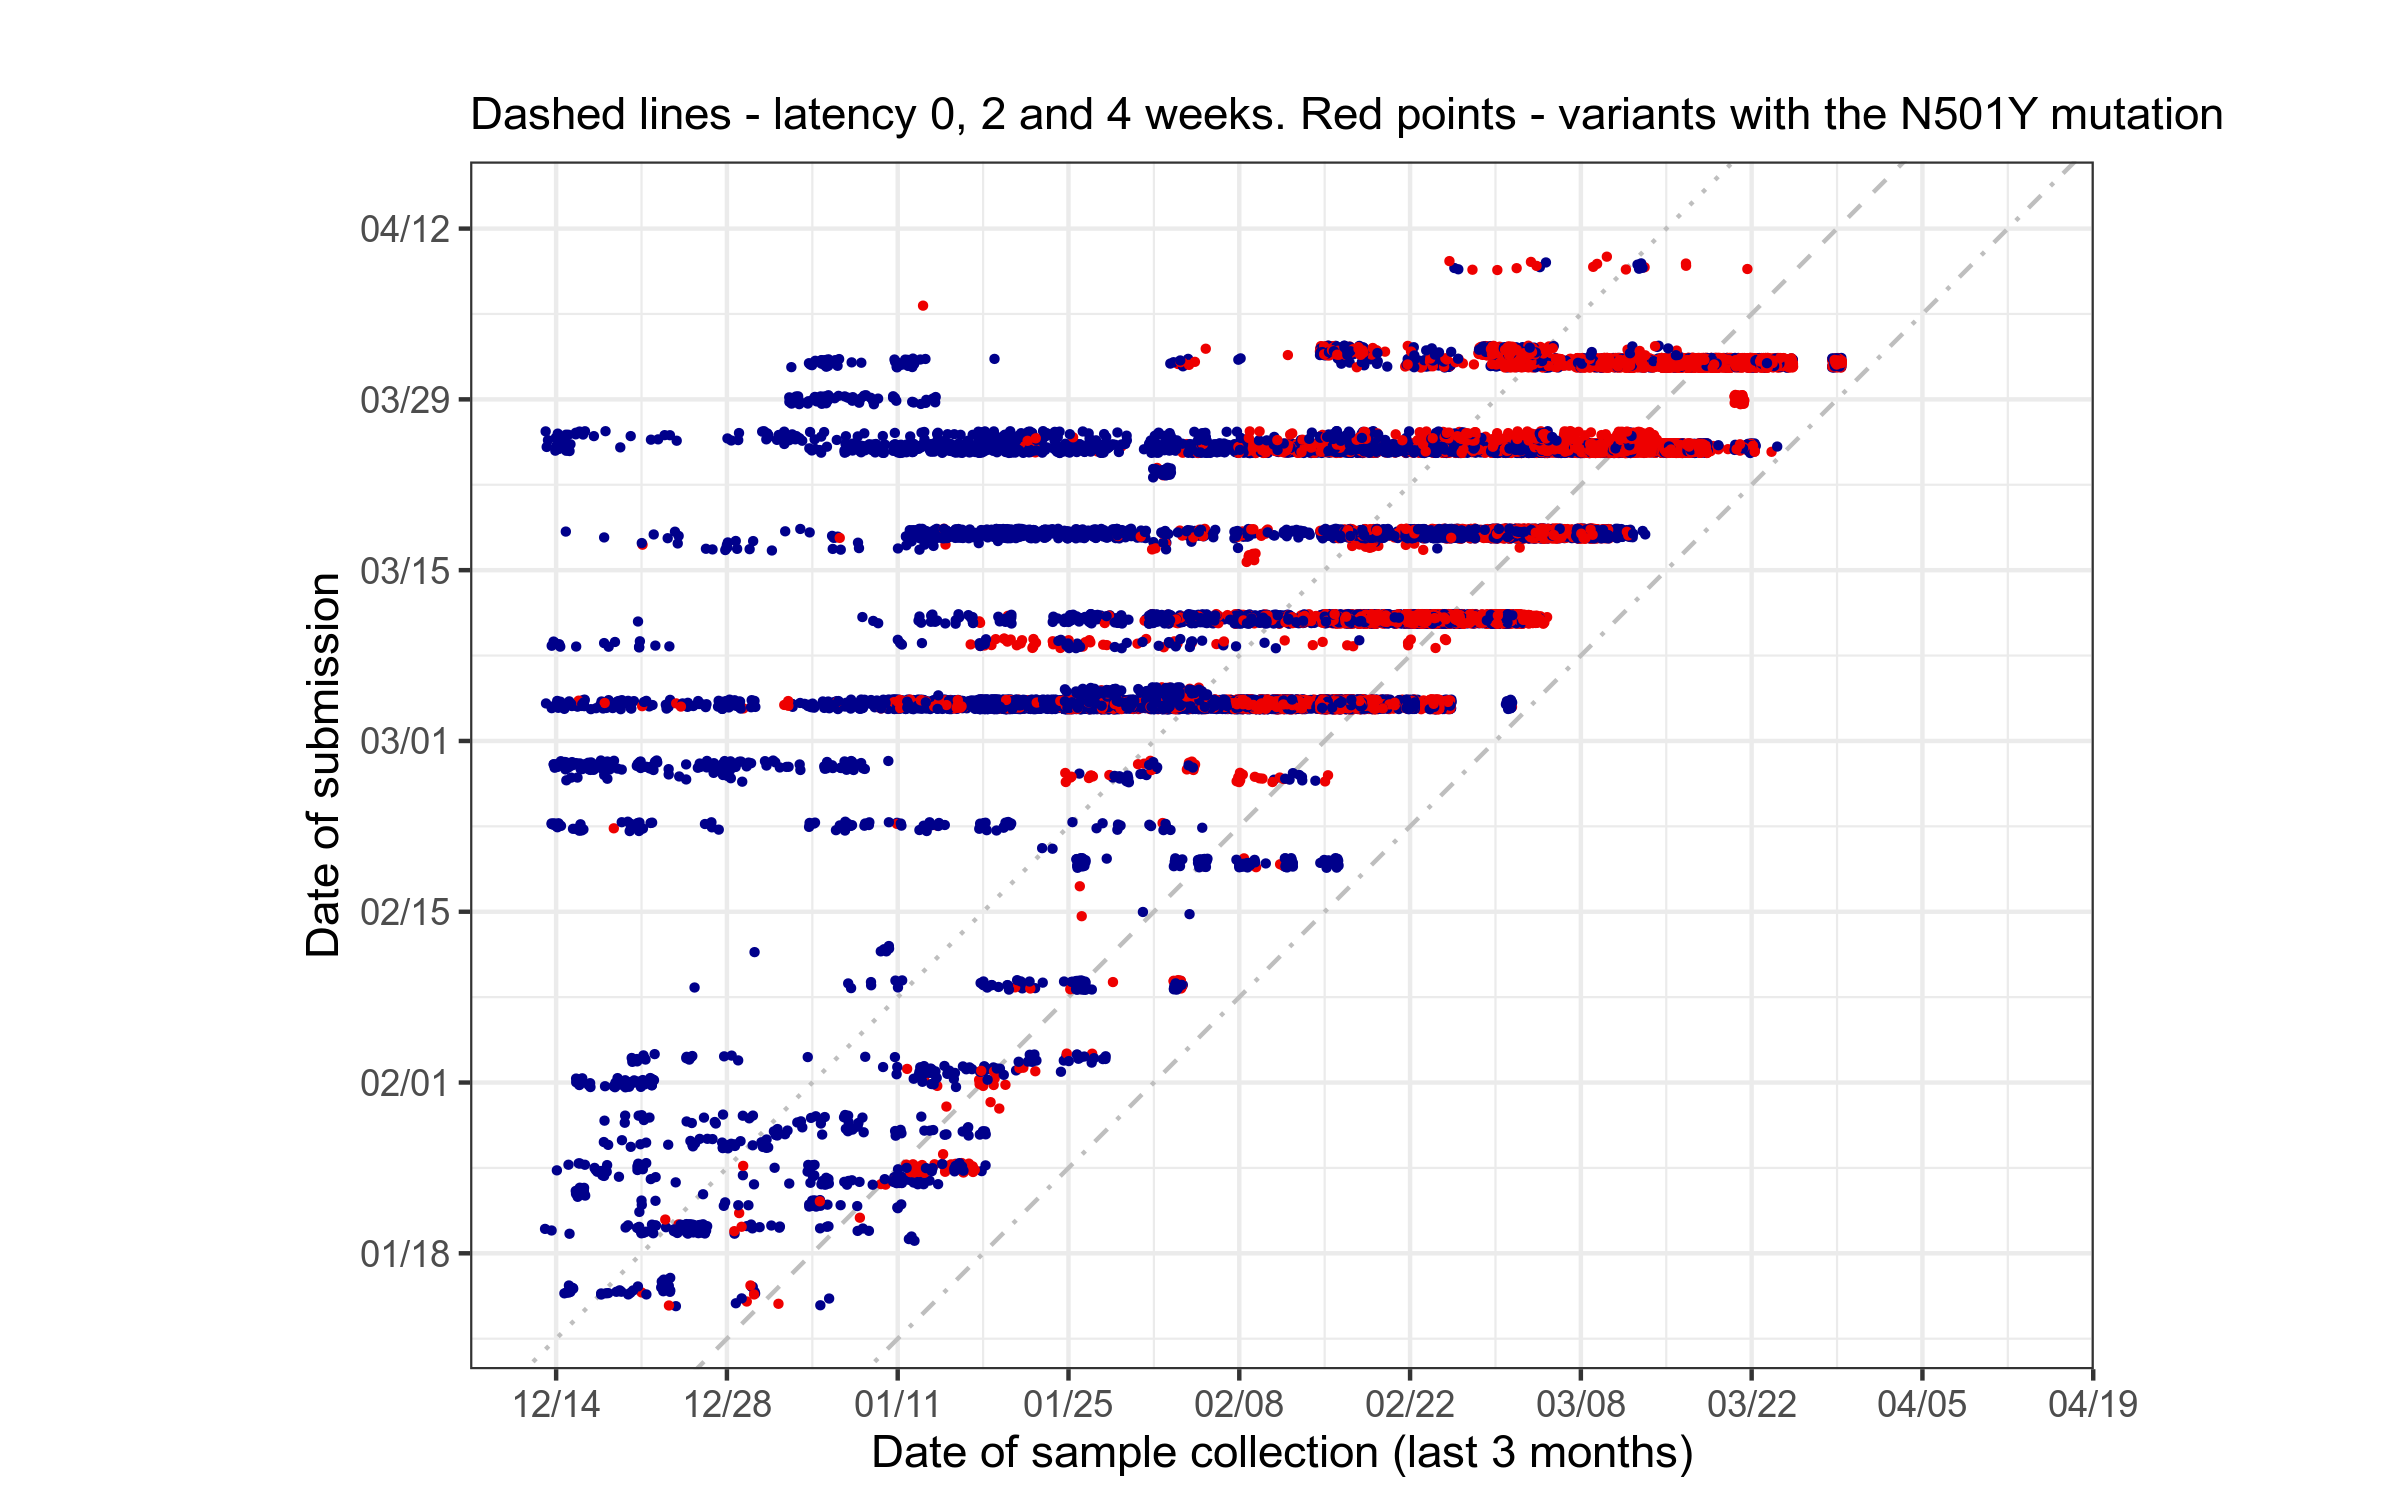 Dashed lines - latency 0, 2 and 4 weeks. Red points - variants with the N501Y mutation
04/12
03/29
03/15
03/01
02/15
02/01
01/18
Date of submission
12/14 12/28 01/11 01/25 02/08 02/22 03/08 03/22 04/05 04/19
Date of sample collection (last 3 months)